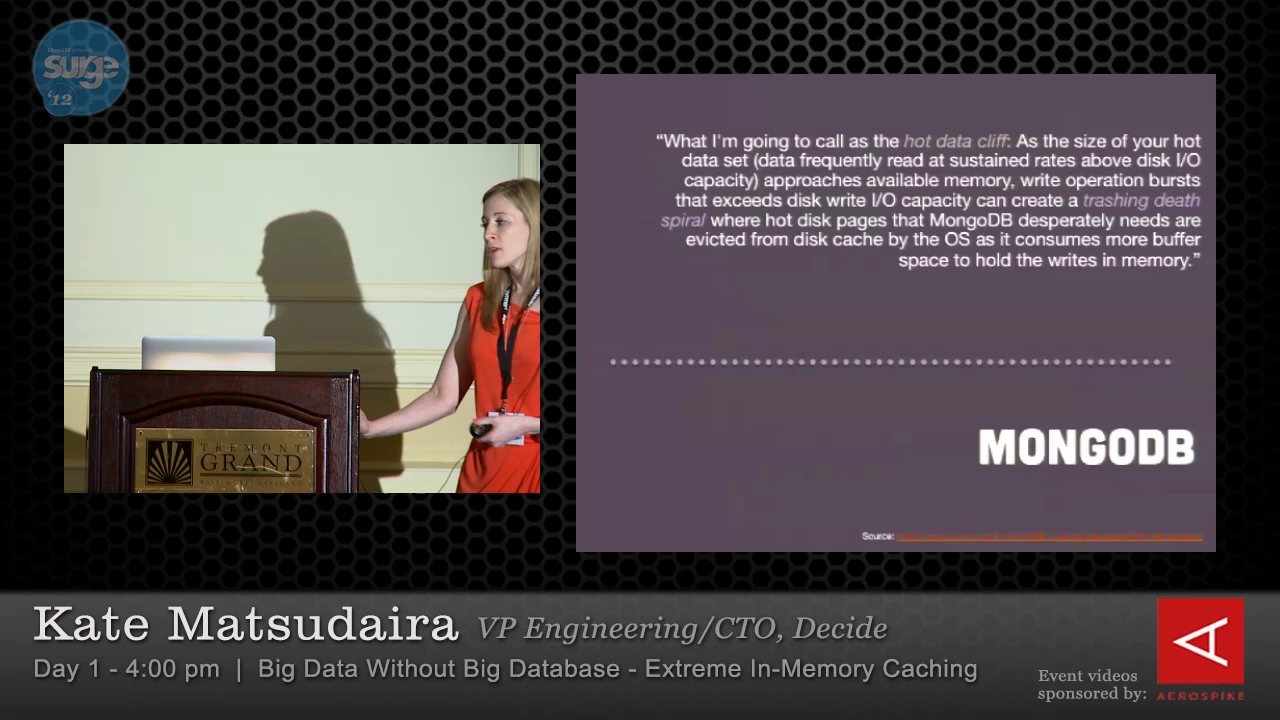 surge
'12
“What I'm going to call as the hot data cliff: As the size of your hot
data set (data frequently read at sustained rates above disk I/O
capacity) approaches available memory, write operation bursts
that exceeds disk write I/O capacity can create a trashing death
spiral where hot disk pages that MongoDB desperately needs are
evicted from disk cache by the OS as it consumes more buffer
space to hold the writes in memory.”
MONGODB
Source:
TREMONT
GRAND
BALTIMORE, MARYLAND
Kate Matsudaira VP Engineering/CTO, Decide
Day 1 - 4:00 pm | Big Data Without Big Database - Extreme In-Memory Caching
Event videos
sponsored by:
AEROSPIKE